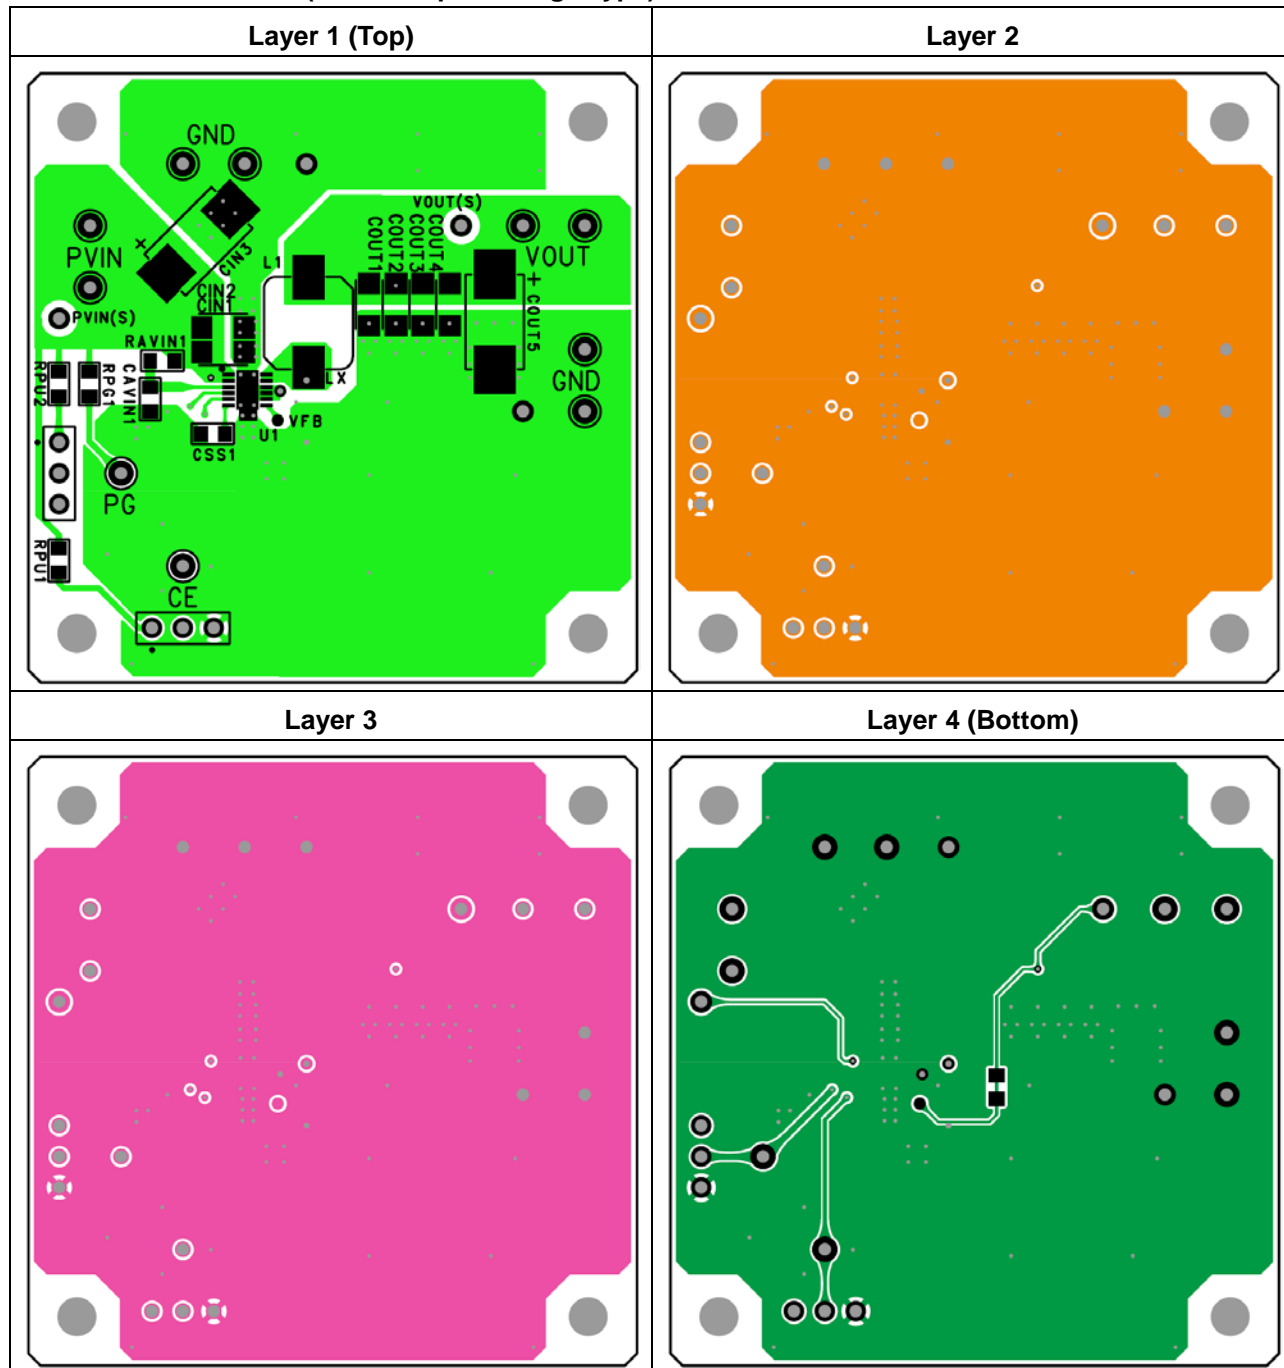 Layer 1 (Top)
Layer 2
GND
VOUT(S)
PVIN
+
CIN3
L1
COUT1
COUT2
COUT3
COUT4
VOUT
+
COUT5
CIN2
CIN1
PVIN(S)
RAVIN1
LX
GND
RPU2
RPG1
CAVIN1
VFB
U1
CSS1
PG
RPU1
CE
Layer 3
Layer 4 (Bottom)